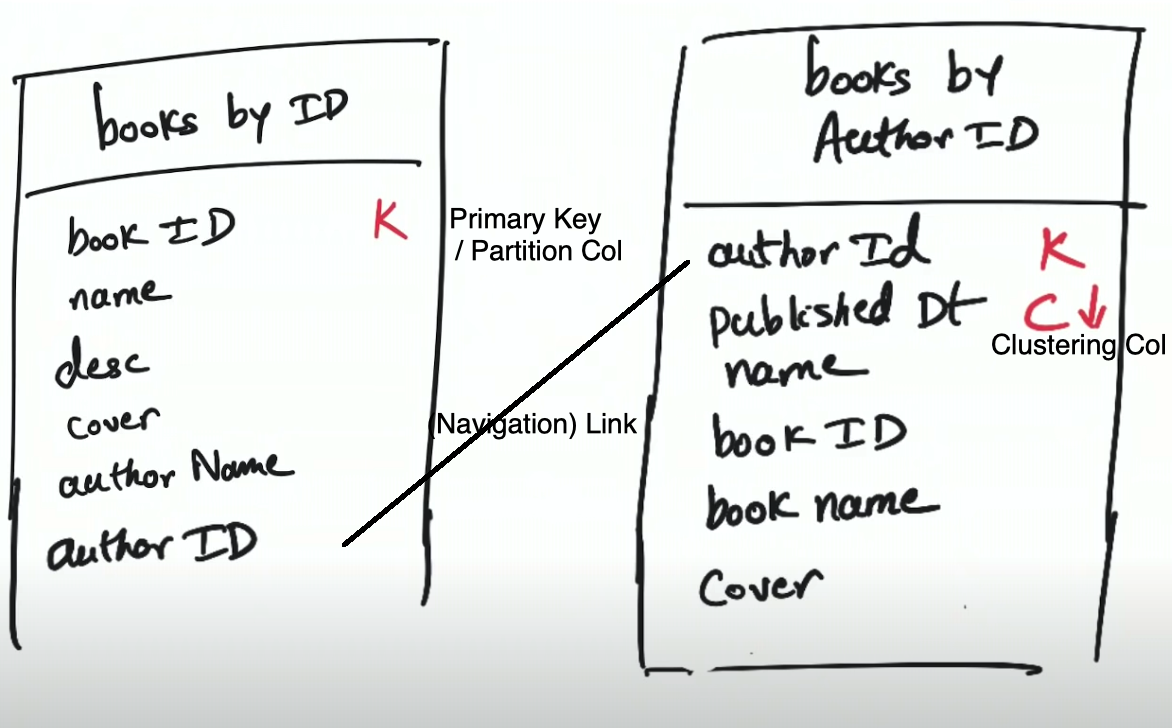 books by ID
book ID K
name
desc
cover
author Name
author ID
Primary Key
/ Partition Col
(Navigation) Link
books by
Author ID
author Id K
published Dt C↓
Clustering Col
name
book ID
book name
Cover